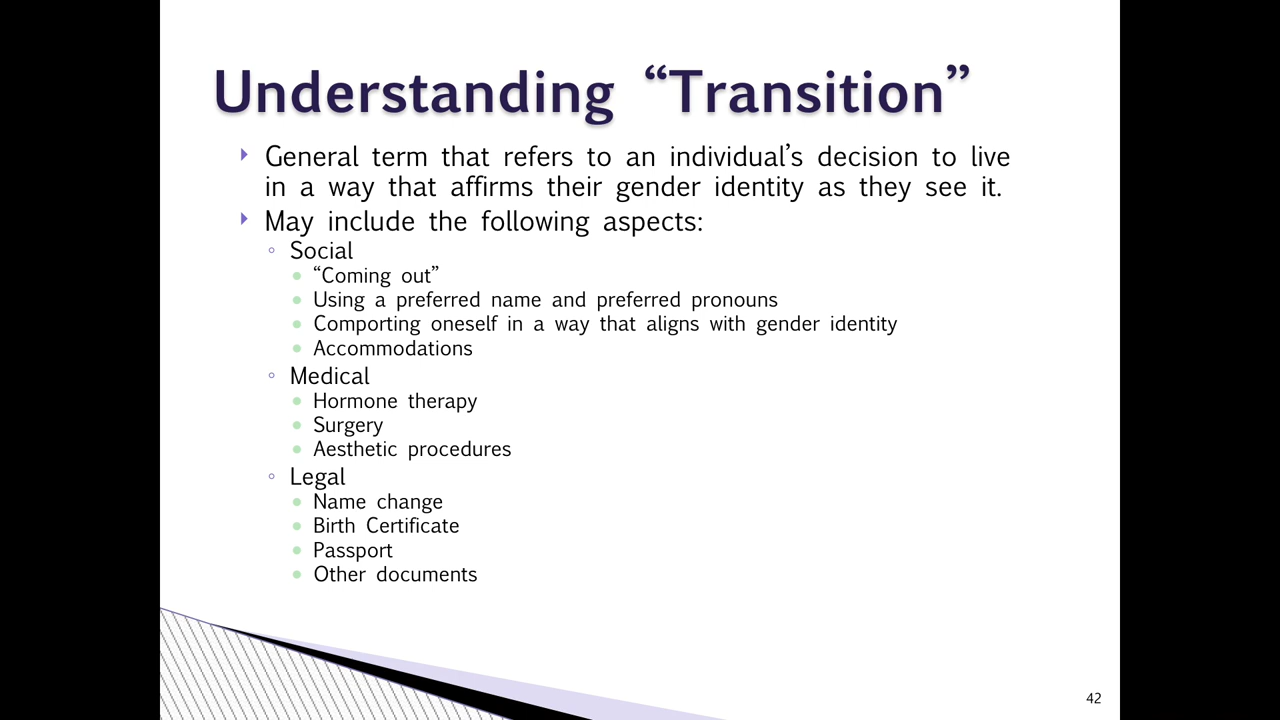 Understanding “Transition”
General term that refers to an individual’s decision to live
in a way that affirms their gender identity as they see it.
May include the following aspects:
Social
“Coming out”
Using a preferred name and preferred pronouns
Comporting oneself in a way that aligns with gender identity
Accommodations
Medical
Hormone therapy
Surgery
Aesthetic procedures
Legal
Name change
Birth Certificate
Passport
Other documents
42